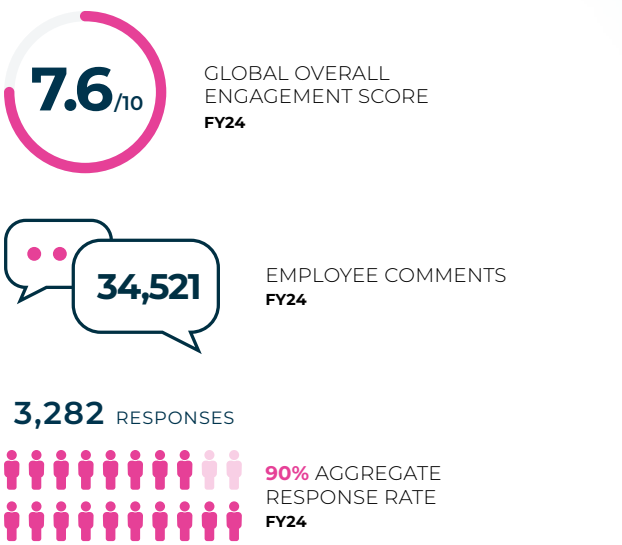 7.6/10
GLOBAL OVERALL
ENGAGEMENT SCORE
FY24
34,521
EMPLOYEE COMMENTS
FY24
3,282 RESPONSES
90% AGGREGATE
RESPONSE RATE
FY24